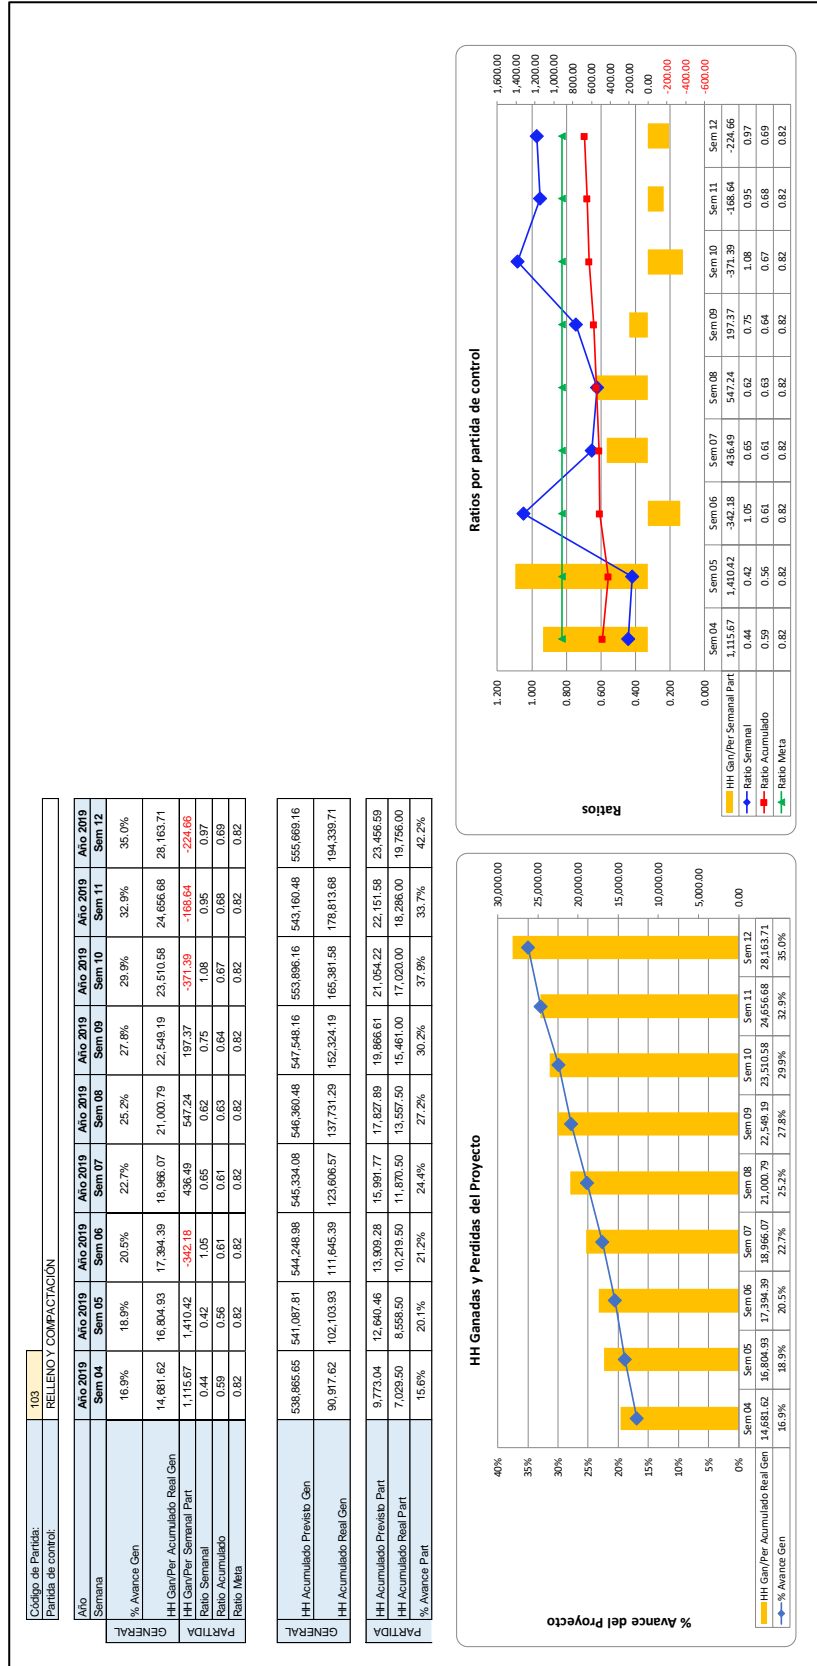 Código de Partida: 103
Partida de control: RELLENO Y COMPACTACIÓN
Año Año 2019 Año 2019 Año 2019 Año 2019 Año 2019 Año 2019 Año 2019 Año 2019 Año 2019
Semana Sem 04 Sem 05 Sem 06 Sem 07 Sem 08 Sem 09 Sem 10 Sem 11 Sem 12
GENERAL
% Avance Gen 16.9% 18.9% 20.5% 22.7% 25.2% 27.8% 29.9% 32.9% 35.0%
HH Gan/Per Acumulado Real Gen 14,681.62 16,804.93 17,394.39 18,966.07 21,000.79 22,549.19 23,510.58 24,656.68 28,163.71
PARTIDA
HH Gan/Per Semanal Part 1,115.67 1,410.42 -342.18 436.49 547.24 197.37 -371.39 -168.64 -224.66
Ratio Semanal 0.44 0.42 1.05 0.65 0.62 0.75 1.08 0.95 0.97
Ratio Acumulado 0.59 0.56 0.61 0.61 0.63 0.64 0.67 0.68 0.69
Ratio Meta 0.82 0.82 0.82 0.82 0.82 0.82 0.82 0.82 0.82
GENERAL
HH Acumulado Previsto Gen 538,865.65 541,087.81 544,248.98 545,334.08 546,360.48 547,548.16 553,896.16 543,160.48 555,669.16
HH Acumulado Real Gen 90,917.62 102,103.93 111,645.39 123,606.57 137,731.29 152,324.19 165,381.58 178,813.68 194,339.71
PARTIDA
HH Acumulado Previsto Part 9,773.04 12,640.46 13,909.28 15,991.77 17,827.89 19,866.61 21,054.22 22,151.58 23,456.59
HH Acumulado Real Part 7,029.50 8,558.50 10,219.50 11,870.50 13,557.50 15,461.00 17,020.00 18,286.00 19,756.00
% Avance Part 15.6% 20.1% 21.2% 24.4% 27.2% 30.2% 37.9% 33.7% 42.2%
HH Ganadas y Perdidas del Proyecto
% Avance del Proyecto
40% 30,000.00
35% 25,000.00
30%
25% 20,000.00
20% 15,000.00
15% 10,000.00
10%
5% 5,000.00
0% 0.00
Sem 04 Sem 05 Sem 06 Sem 07 Sem 08 Sem 09 Sem 10 Sem 11 Sem 12
HH Gan/Per Acumulado Real Gen 14,681.62 16,804.93 17,394.39 18,966.07 21,000.79 22,549.19 23,510.58 24,656.68 28,163.71
% Avance Gen 16.9% 18.9% 20.5% 22.7% 25.2% 27.8% 29.9% 32.9% 35.0%
Ratios por partida de control
Ratios
1.200 1,600.00
1,400.00
1.000 1,200.00
1,000.00
0.800 800.00
600.00
0.600 400.00
200.00
0.400 0.00
0.200 -200.00
-400.00
0.000 -600.00
Sem 04 Sem 05 Sem 06 Sem 07 Sem 08 Sem 09 Sem 10 Sem 11 Sem 12
HH Gan/Per Semanal Part 1,115.67 1,410.42 -342.18 436.49 547.24 197.37 -371.39 -168.64 -224.66
Ratio Semanal 0.44 0.42 1.05 0.65 0.62 0.75 1.08 0.95 0.97
Ratio Acumulado 0.59 0.56 0.61 0.61 0.63 0.64 0.67 0.68 0.69
Ratio Meta 0.82 0.82 0.82 0.82 0.82 0.82 0.82 0.82 0.82